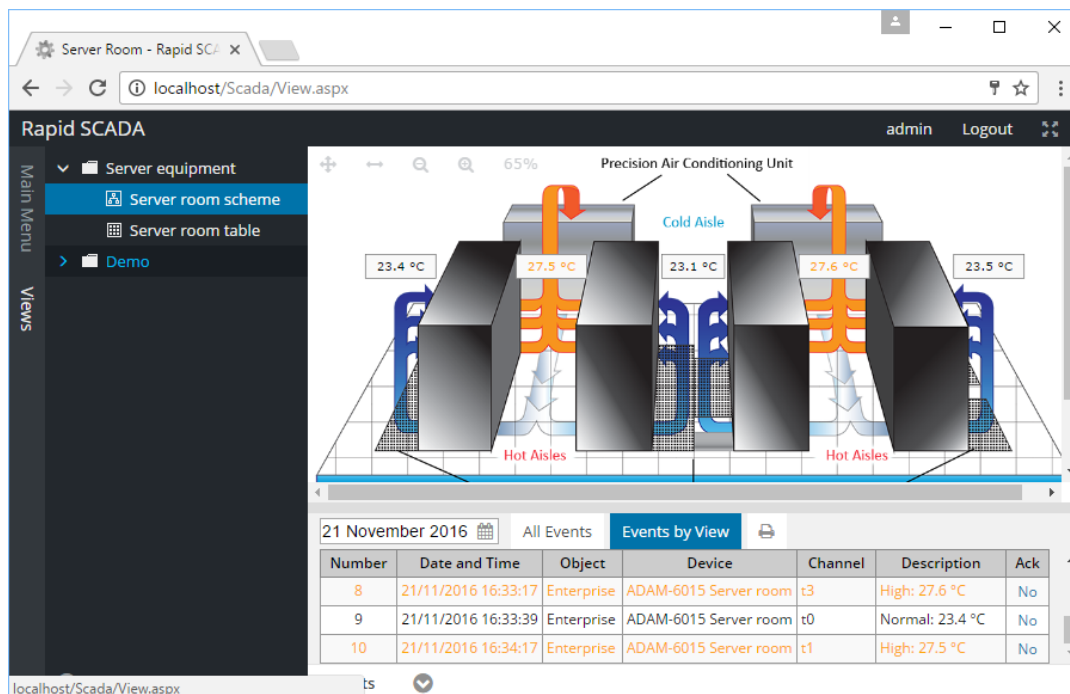 Server Room - Rapid SCA
localhost/Scada/View.aspx
Rapid SCADA
admin Logout
Main Menu
Views
Server equipment
Server room scheme
Server room table
Demo
65%
Precision Air Conditioning Unit
Cold Aisle
23.4 °C 27.5 °C 23.1 °C 27.6 °C 23.5 °C
Hot Aisles Hot Aisles
21 November 2016 All Events Events by View
Number Date and Time Object Device Channel Description Ack
8 21/11/2016 16:33:17 Enterprise ADAM-6015 Server room t3 High: 27.6 °C No
9 21/11/2016 16:33:39 Enterprise ADAM-6015 Server room t0 Normal: 23.4 °C No
10 21/11/2016 16:34:17 Enterprise ADAM-6015 Server room t1 High: 27.5 °C No
localhost/Scada/View.aspx ts